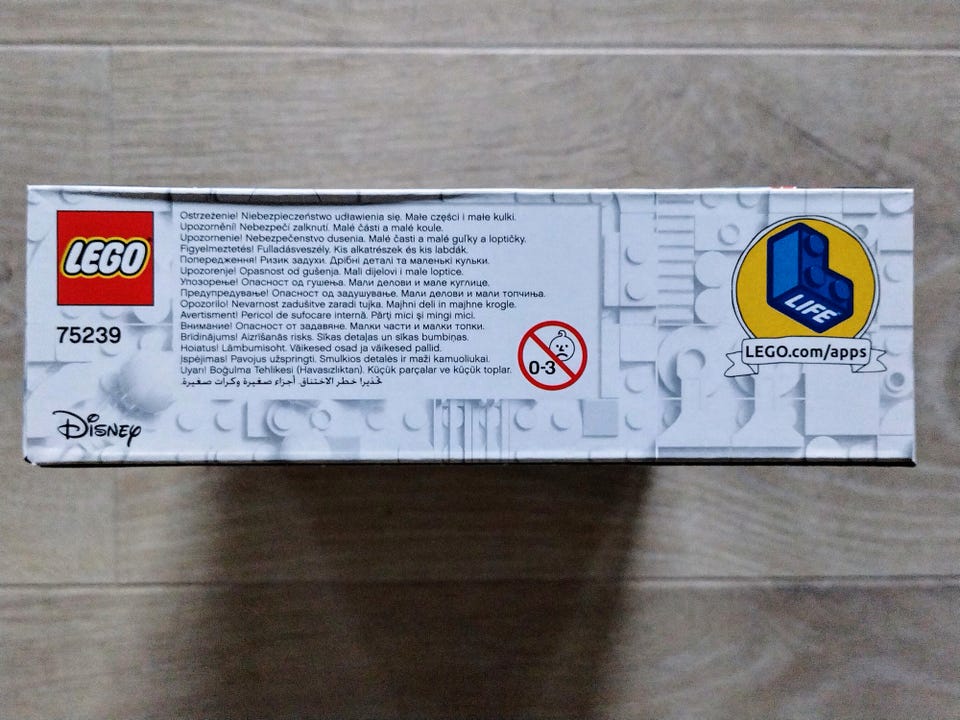 LEGO
75239
Disney
Ostrzeżenie! Niebezpieczeństwo udławienia się. Małe części i małe kulki.
Upozornění! Nebezpečí zalknutí. Malé části a malé koule.
Upozornenie! Nebezpečenstvo dusenia. Malé časti a malé guľky a loptičky.
Figyelmeztetés! Fulladásveszély. Kis alkatrészek és kis labdák.
Попередження! Ризик задухи. Дрібні деталі та маленькі кульки.
Upozorenje! Opasnost od gušenja. Mali dijelovi i male loptice.
Упозорење! Опасност од гушења. Мали делови и мале куглице.
Предупредување! Опасност од задушување. Мали делови и мали топчиња.
Opozorilo! Nevarnost zadušitve zaradi tujka. Majhni deli in majhne krogle.
Avertisment! Pericol de sufocare internă. Părţi mici şi mingi mici.
Внимание! Опасност от задавяне. Малки части и малки топки.
Brīdinājums! Aizrīšanās risks. Sīkas detaļas un sīkas bumbiņas.
Hoiatus! Lämbumisoht. Väikesed osad ja väikesed pallid.
Įspėjimas! Pavojus užspringti. Smulkios detalės ir maži kamuoliukai.
Uyarı! Boğulma Tehlikesi (Havasızlıktan). Küçük parçalar ve küçük toplar.
تحذير! خطر الاختناق. أجزاء صغيرة وكرات صغيرة.
0-3
LIFE
LEGO.com/apps